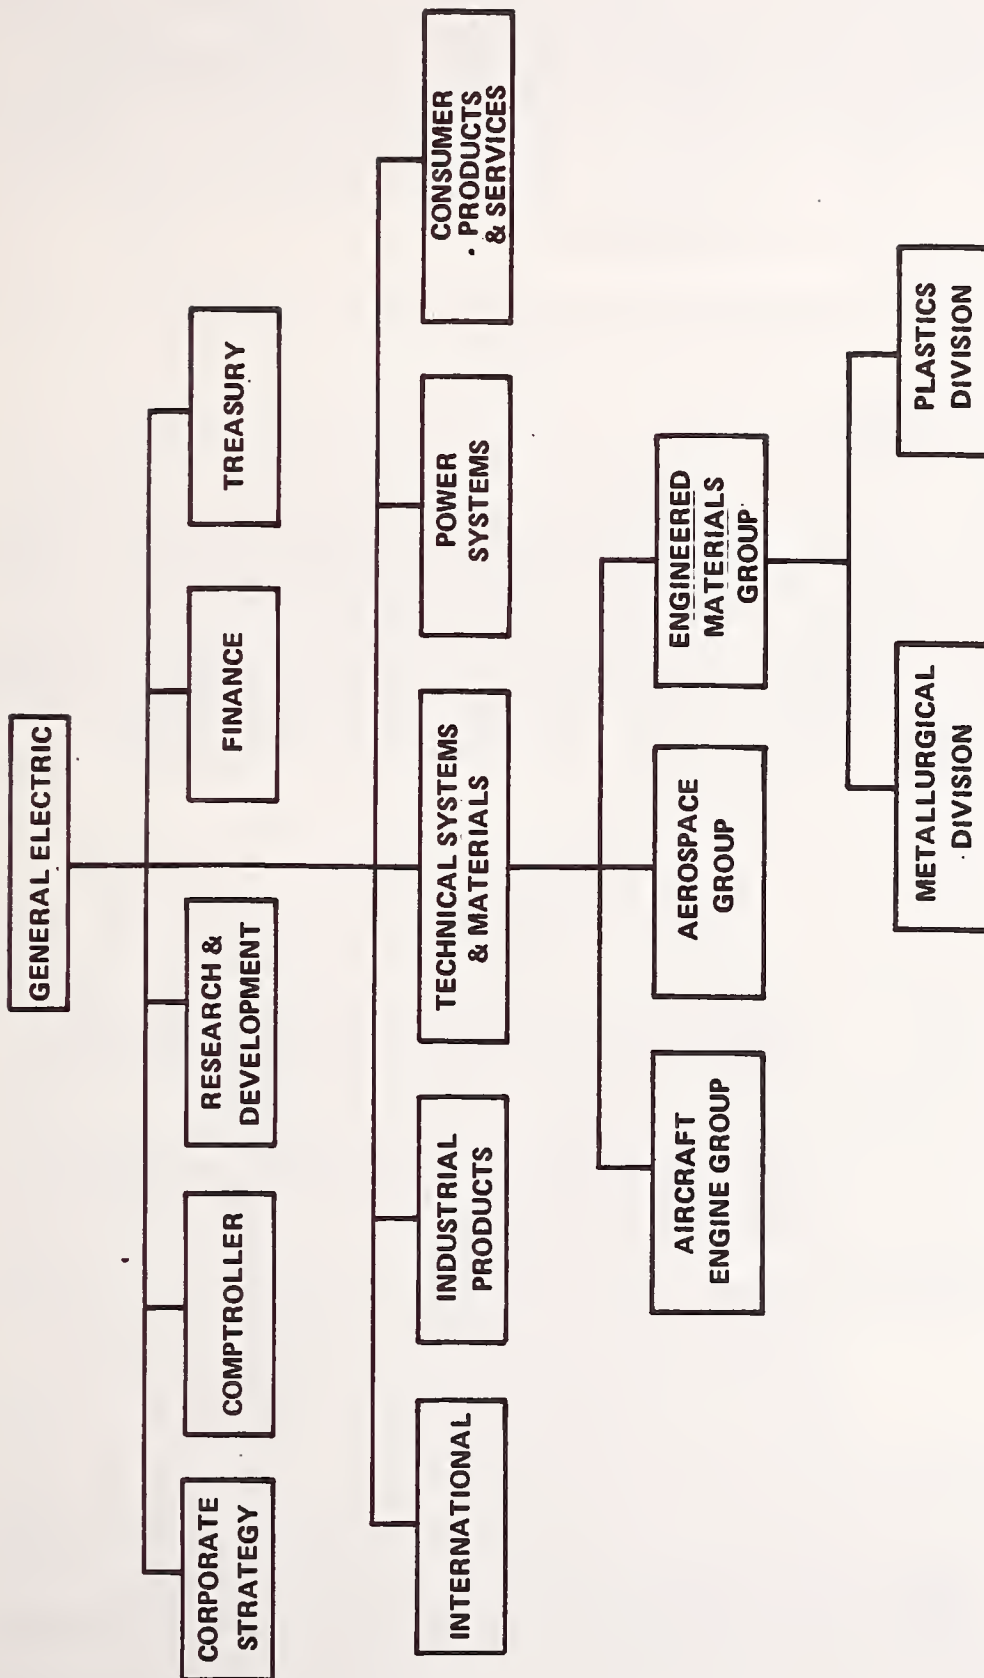 GENERAL ELECTRIC
CORPORATE
STRATEGY
COMPTROLLER
RESEARCH &
DEVELOPMENT
FINANCE
TREASURY
INTERNATIONAL
INDUSTRIAL
PRODUCTS
TECHNICAL SYSTEMS
& MATERIALS
POWER
SYSTEMS
CONSUMER
PRODUCTS
& SERVICES
AIRCRAFT
ENGINE GROUP
AEROSPACE
GROUP
ENGINEERED
MATERIALS
GROUP
METALLURGICAL
DIVISION
PLASTICS
DIVISION